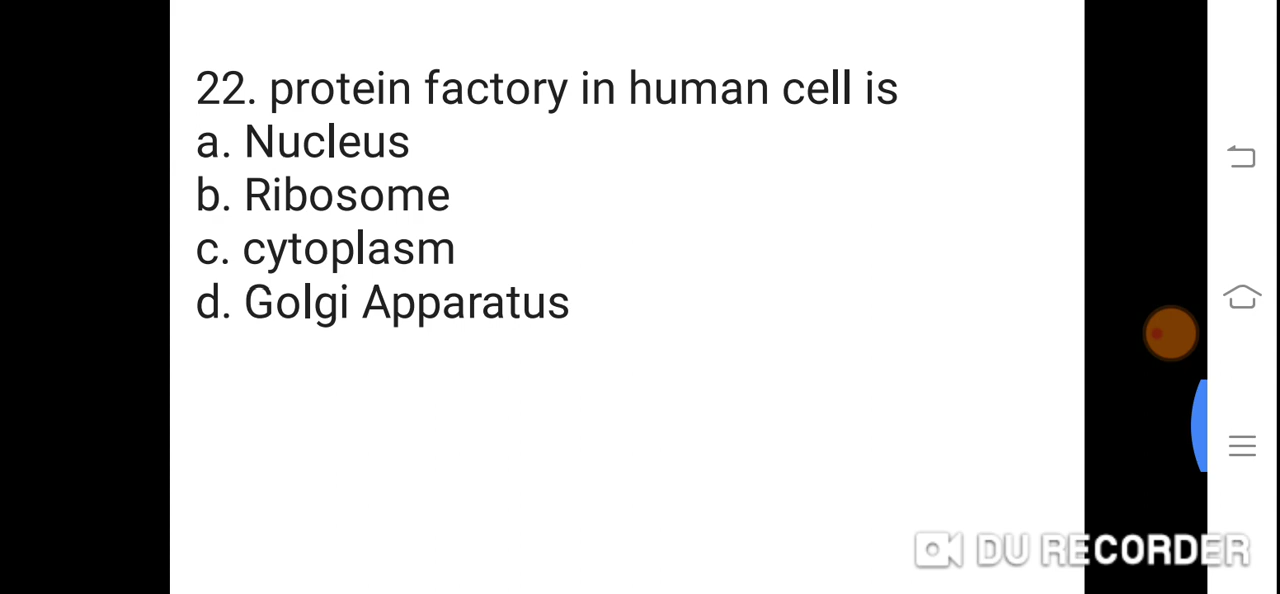 22. protein factory in human cell is
a. Nucleus
b. Ribosome
c. cytoplasm
d. Golgi Apparatus
DU RECORDER